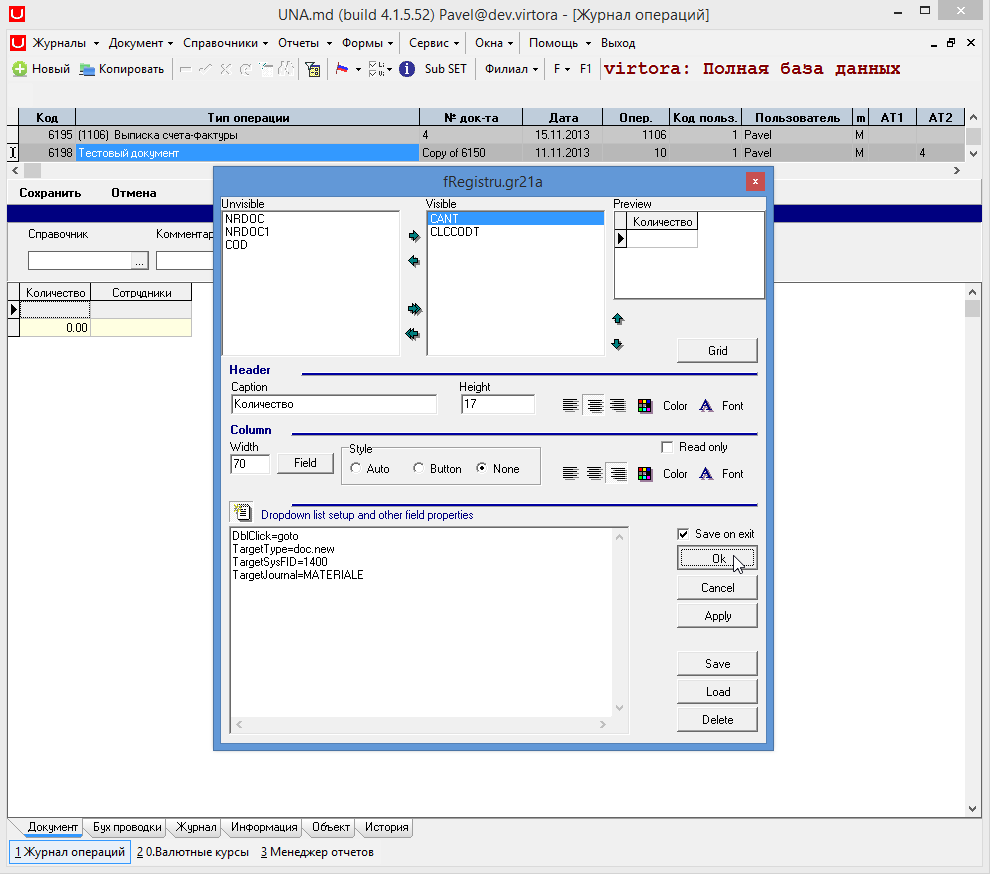 UNA.md (build 4.1.5.52) Pavel@dev.virtora - [Журнал операций]
Журналы Документ Справочники Отчеты Формы Сервис Окна Помощь Выход
Новый Копировать Sub SET Филиал F F1 virtora: Полная база данных
Код Тип операции № док-та Дата Опер. Код польз. Пользователь m АТ1 АТ2
6195 (1106) Выписка счета-фактуры 4 15.11.2013 1106 1 Pavel M
6198 Тестовый документ Copy of 6150 11.11.2013 10 1 Pavel M 4
Сохранить Отмена
Справочник Комментар
...
Количество Сотрудники
0.00
fRegistru.gr21a
Unvisible Visible Preview
NRDOC CANT Количество
NRDOC1 CLCCODT
COD
Grid
Header
Caption Height
Количество 17 Color A Font
Column
Width Style Read only
70 Field Auto Button None Color A Font
Dropdown list setup and other field properties
DblClick=goto
TargetType=doc.new
TargetSysFID=1400
TargetJournal=MATERIALE
Save on exit
Ok
Cancel
Apply
Save
Load
Delete
Документ Бух проводки Журнал Информация Объект История
1 Журнал операций 2 0.Валютные курсы 3 Менеджер отчетов